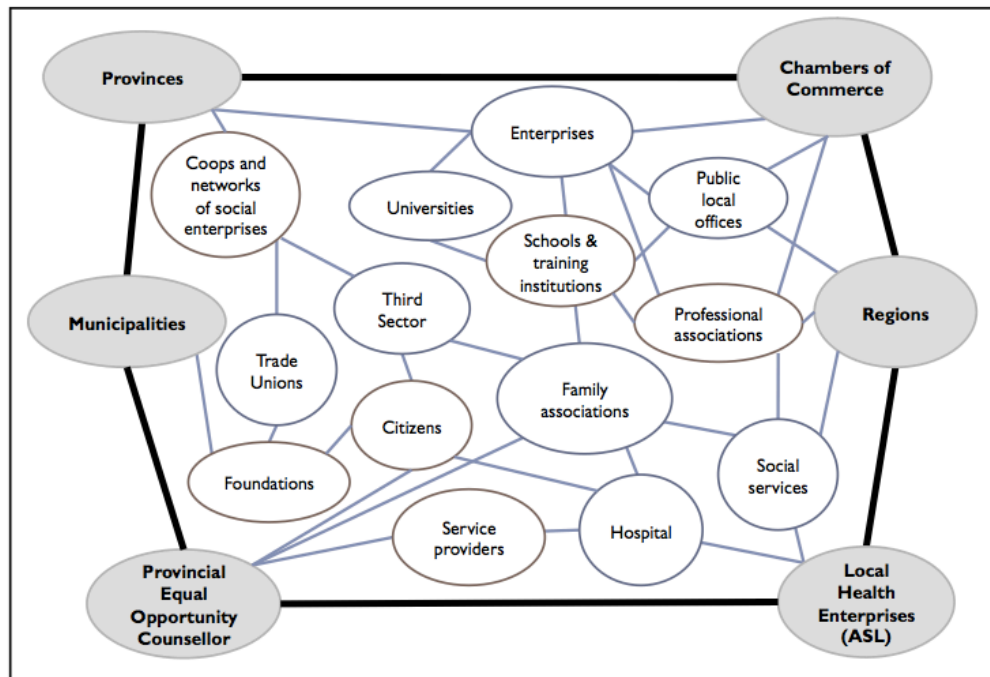 Provinces
Chambers of
Commerce
Enterprises
Coops and
networks
of social
enterprises
Universities
Public
local
offices
Schools &
training
institutions
Municipalities
Third
Sector
Professional
associations
Regions
Trade
Unions
Family
associations
Citizens
Foundations
Social
services
Service
providers
Hospital
Provincial
Equal
Opportunity
Counsellor
Local
Health
Enterprises
(ASL)